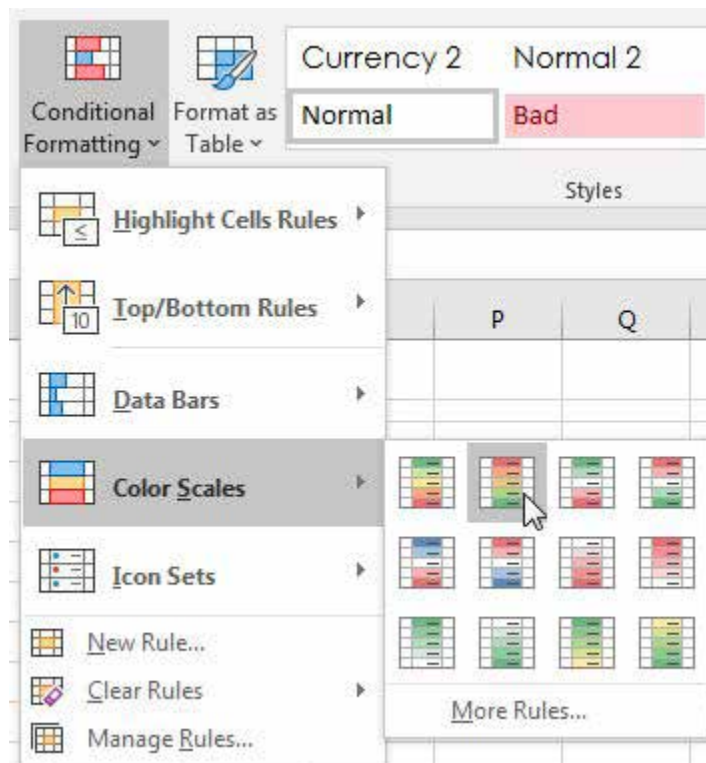 Conditional Formatting
Format as Table
Currency 2 Normal 2
Normal Bad
Styles
P Q
≤ Highlight Cells Rules
10 Top/Bottom Rules
Data Bars
Color Scales
Icon Sets
New Rule...
Clear Rules
Manage Rules...
More Rules...